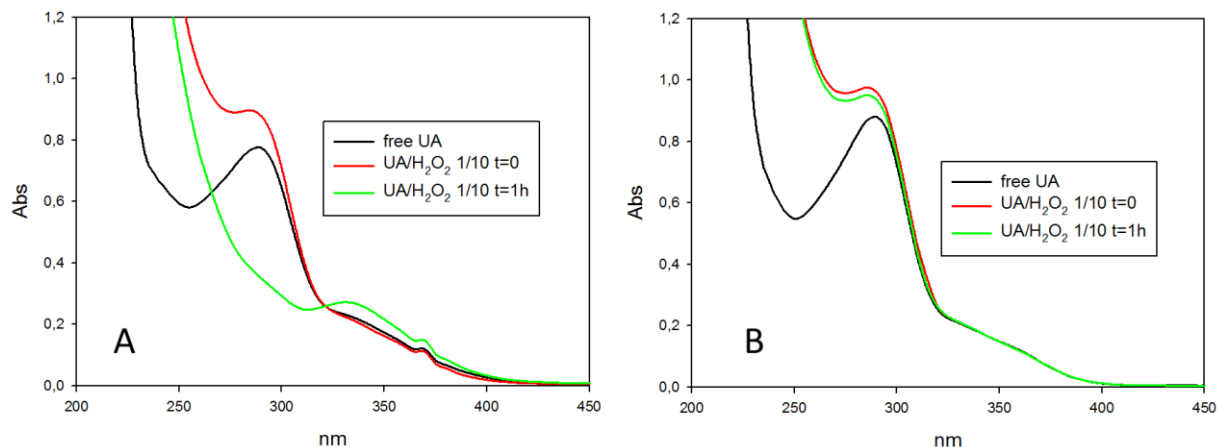 1,2
1,0
0,8
0,6
0,4
0,2
0,0
Abs
200 250 300 350 400 450
nm
free UA
UA/H₂O₂ 1/10 t=0
UA/H₂O₂ 1/10 t=1h
A
1,2
1,0
0,8
0,6
0,4
0,2
0,0
Abs
200 250 300 350 400 450
nm
free UA
UA/H₂O₂ 1/10 t=0
UA/H₂O₂ 1/10 t=1h
B